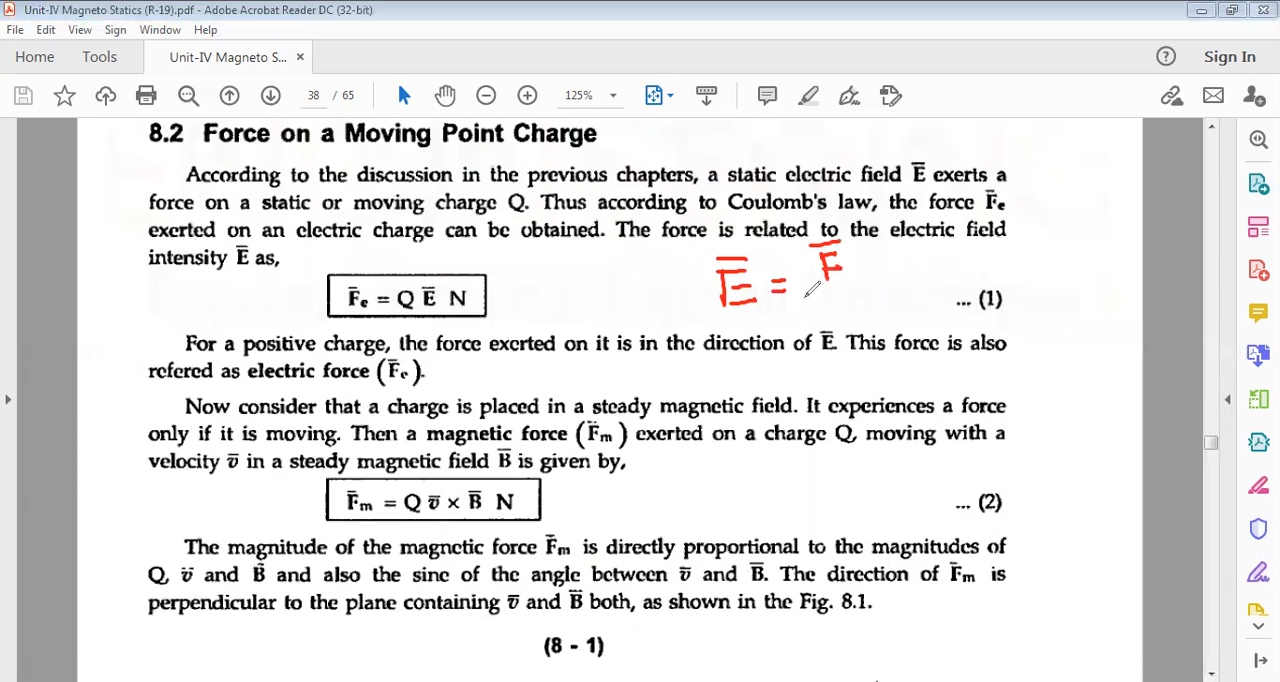 Unit-IV Magneto Statics (R-19).pdf - Adobe Acrobat Reader DC (32-bit)
File Edit View Sign Window Help
Home Tools Unit-IV Magneto S... × Sign In
38 / 65 125%
8.2 Force on a Moving Point Charge
According to the discussion in the previous chapters, a static electric field E̅ exerts a
force on a static or moving charge Q. Thus according to Coulomb's law, the force F̅e
exerted on an electric charge can be obtained. The force is related to the electric field
intensity E̅ as,
F̅e = Q E̅ N ... (1)
E̅ = F̅
For a positive charge, the force exerted on it is in the direction of E̅. This force is also
refered as electric force (F̅e).
Now consider that a charge is placed in a steady magnetic field. It experiences a force
only if it is moving. Then a magnetic force (F̅m) exerted on a charge Q, moving with a
velocity v̅ in a steady magnetic field B̅ is given by,
F̅m = Q v̅ × B̅ N ... (2)
The magnitude of the magnetic force F̅m is directly proportional to the magnitudes of
Q, v̅ and B̅ and also the sine of the angle between v̅ and B̅. The direction of F̅m is
perpendicular to the plane containing v̅ and B̅ both, as shown in the Fig. 8.1.
(8 - 1)